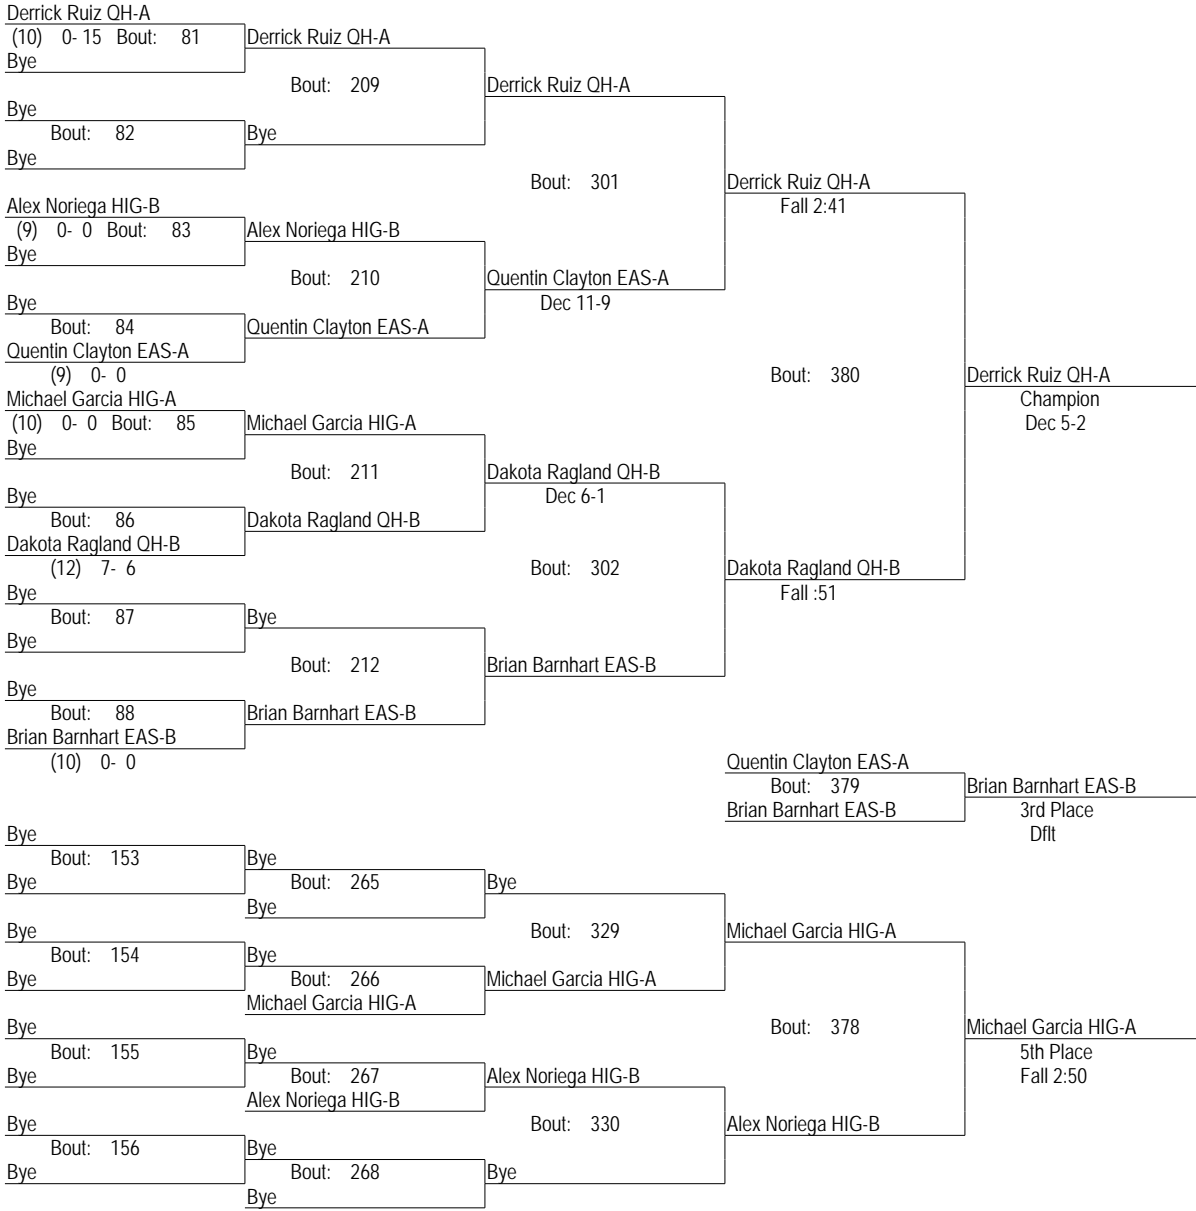 Derrick Ruiz QH-A
(10) 0- 15 Bout: 81 Derrick Ruiz QH-A
Bye
Bout: 209 Derrick Ruiz QH-A
Bye
Bout: 82 Bye
Bye
Bout: 301 Derrick Ruiz QH-A
Alex Noriega HIG-B Fall 2:41
(9) 0- 0 Bout: 83 Alex Noriega HIG-B
Bye
Bout: 210 Quentin Clayton EAS-A
Bye Dec 11-9
Bout: 84 Quentin Clayton EAS-A
Quentin Clayton EAS-A
(9) 0- 0 Bout: 380 Derrick Ruiz QH-A
Michael Garcia HIG-A Champion
(10) 0- 0 Bout: 85 Michael Garcia HIG-A Dec 5-2
Bye
Bout: 211 Dakota Ragland QH-B
Bye Dec 6-1
Bout: 86 Dakota Ragland QH-B
Dakota Ragland QH-B
(12) 7- 6 Bout: 302 Dakota Ragland QH-B
Bye Fall :51
Bout: 87 Bye
Bye
Bout: 212 Brian Barnhart EAS-B
Bye
Bout: 88 Brian Barnhart EAS-B
Brian Barnhart EAS-B
(10) 0- 0 Quentin Clayton EAS-A
Bout: 379 Brian Barnhart EAS-B
Brian Barnhart EAS-B 3rd Place
Bye Dflt
Bout: 153 Bye
Bye Bout: 265 Bye
Bye
Bye Bout: 329 Michael Garcia HIG-A
Bout: 154 Bye
Bye Bout: 266 Michael Garcia HIG-A
Michael Garcia HIG-A
Bye Bout: 378 Michael Garcia HIG-A
Bout: 155 Bye 5th Place
Bye Bout: 267 Alex Noriega HIG-B Fall 2:50
Alex Noriega HIG-B
Bye Bout: 330 Alex Noriega HIG-B
Bout: 156 Bye
Bye Bout: 268 Bye
Bye